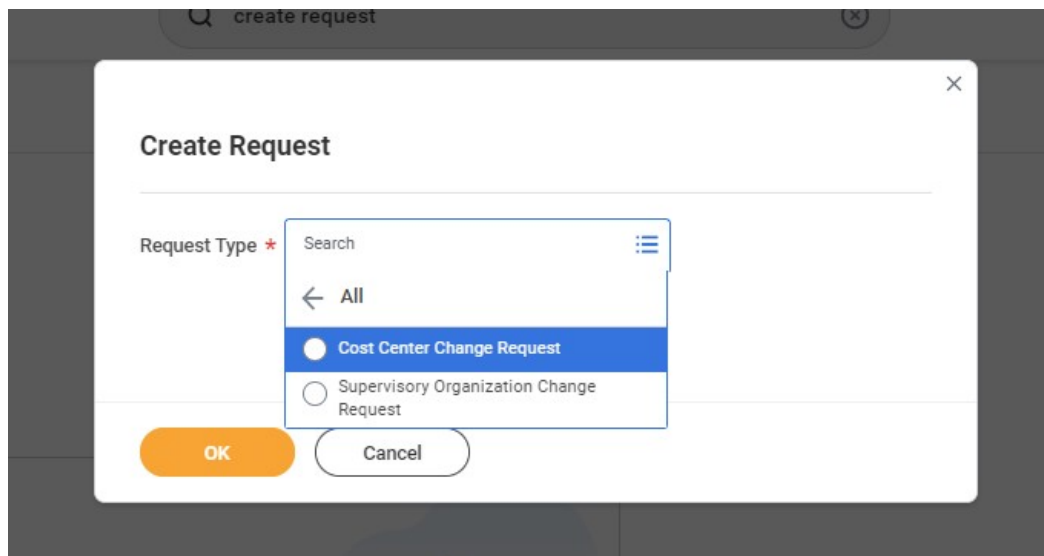 create request
Create Request
Request Type *
Search
All
Cost Center Change Request
Supervisory Organization Change
Request
OK
Cancel